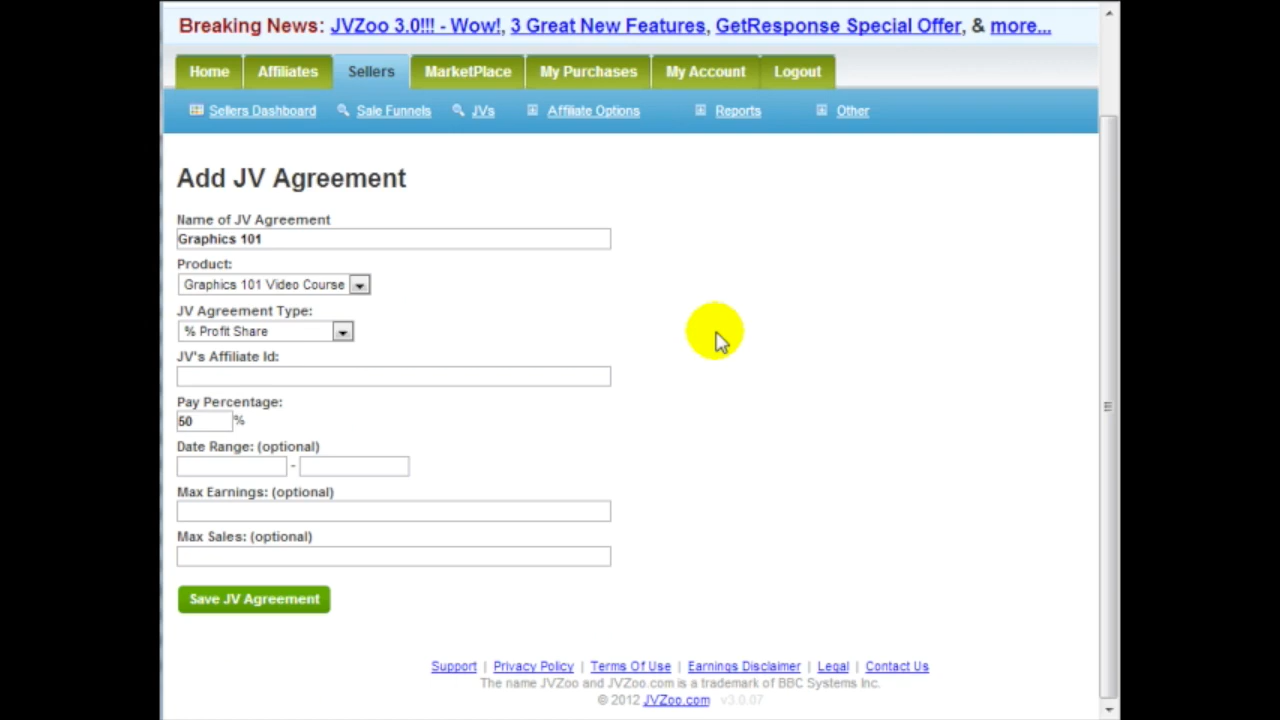 Breaking News: JVZoo 3.0!!! - Wow!, 3 Great New Features, GetResponse Special Offer, & more...
Home Affiliates Sellers MarketPlace My Purchases My Account Logout
Sellers Dashboard Sale Funnels JVs Affiliate Options Reports Other
Add JV Agreement
Name of JV Agreement
Graphics 101
Product:
Graphics 101 Video Course
JV Agreement Type:
% Profit Share
JV's Affiliate Id:
Pay Percentage:
50 %
Date Range: (optional)
-
Max Earnings: (optional)
Max Sales: (optional)
Save JV Agreement
Support | Privacy Policy | Terms Of Use | Earnings Disclaimer | Legal | Contact Us
The name JVZoo and JVZoo.com is a trademark of BBC Systems Inc.
© 2012 JVZoo.com v3.0.07